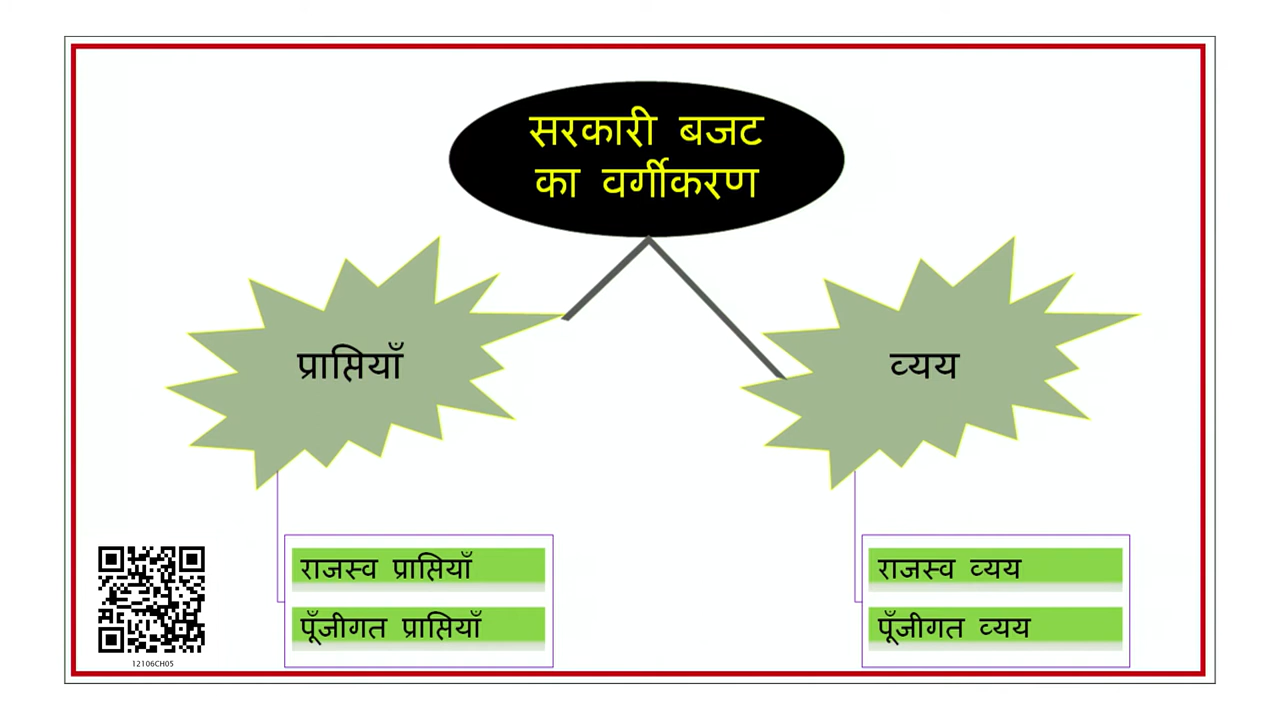 सरकारी बजट
का वर्गीकरण
प्राप्तियाँ
व्यय
राजस्व प्राप्तियाँ
पूँजीगत प्राप्तियाँ
राजस्व व्यय
पूँजीगत व्यय
12106CH05